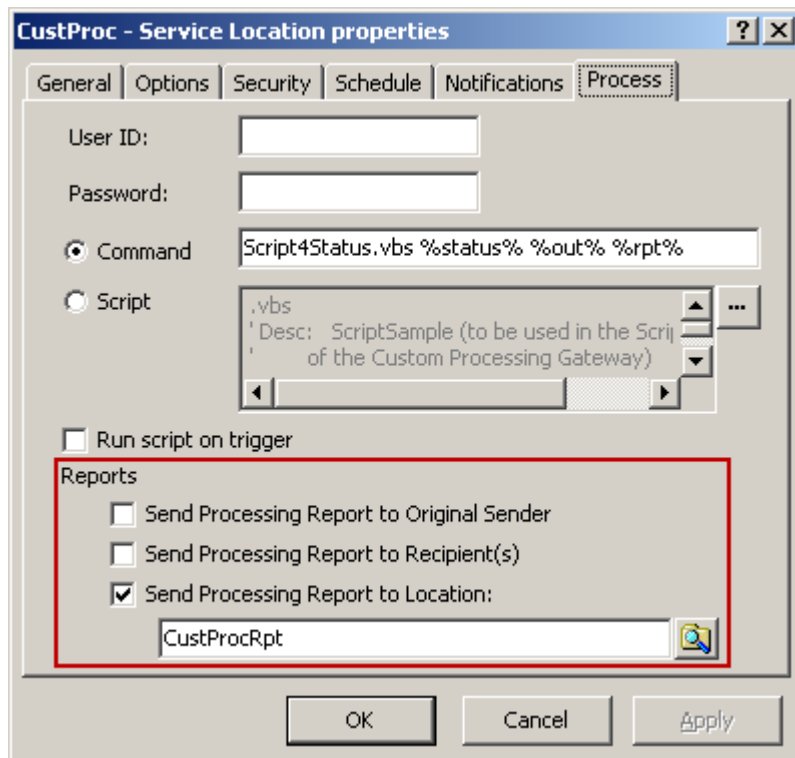 CustProc - Service Location properties
General Options Security Schedule Notifications Process
User ID:
Password:
Command Script4Status.vbs %status% %out% %rpt%
Script .vbs ...
' Desc: ScriptSample (to be used in the Scrip
' of the Custom Processing Gateway)
Run script on trigger
Reports
Send Processing Report to Original Sender
Send Processing Report to Recipient(s)
Send Processing Report to Location:
CustProcRpt
OK Cancel Apply